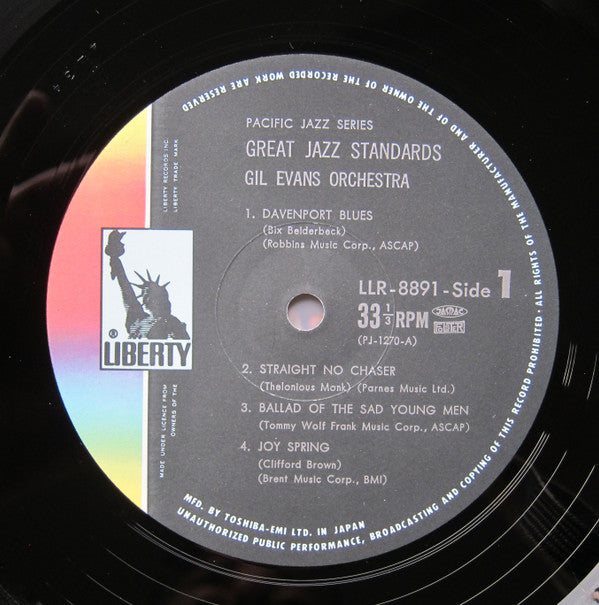 PACIFIC JAZZ SERIES
GREAT JAZZ STANDARDS
GIL EVANS ORCHESTRA
1. DAVENPORT BLUES
(Bix Beiderbeck)
(Robbins Music Corp., ASCAP)
LLR-8891-Side 1
33 1/3 RPM
(PJ-1270-A)
JASRAC
2. STRAIGHT NO CHASER
(Thelonious Monk) (Parnes Music Ltd.)
3. BALLAD OF THE SAD YOUNG MEN
(Tommy Wolf Frank Music Corp., ASCAP)
4. JOY SPRING
(Clifford Brown)
(Brent Music Corp., BMI)
® LIBERTY
LIBERTY RECORDS INC.
LIBERTY TRADE MARK
MADE UNDER LICENCE FROM
OWNERS OF THE
MFD. BY TOSHIBA-EMI LTD. IN JAPAN
ALL RIGHTS OF THE MANUFACTURER AND OF THE OWNER OF THE RECORDED WORK ARE RESERVED
UNAUTHORIZED PUBLIC PERFORMANCE, BROADCASTING AND COPYING OF THIS RECORD PROHIBITED ·